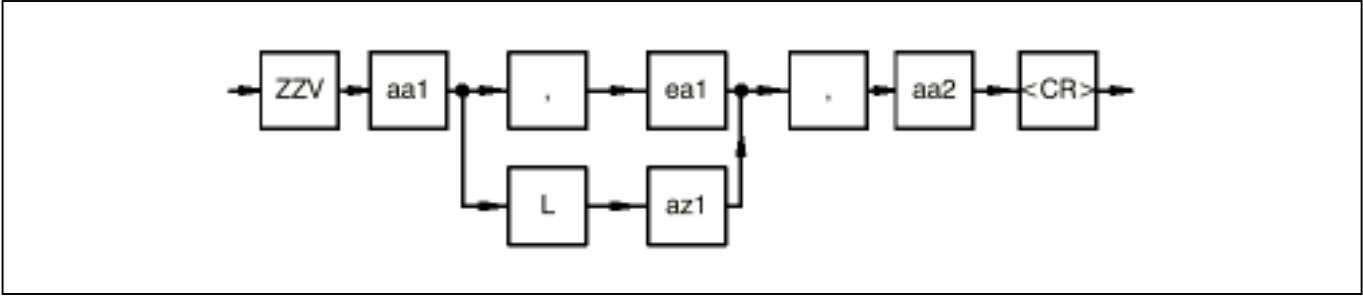 ZZV aa1 , ea1 , aa2 <CR>
L az1